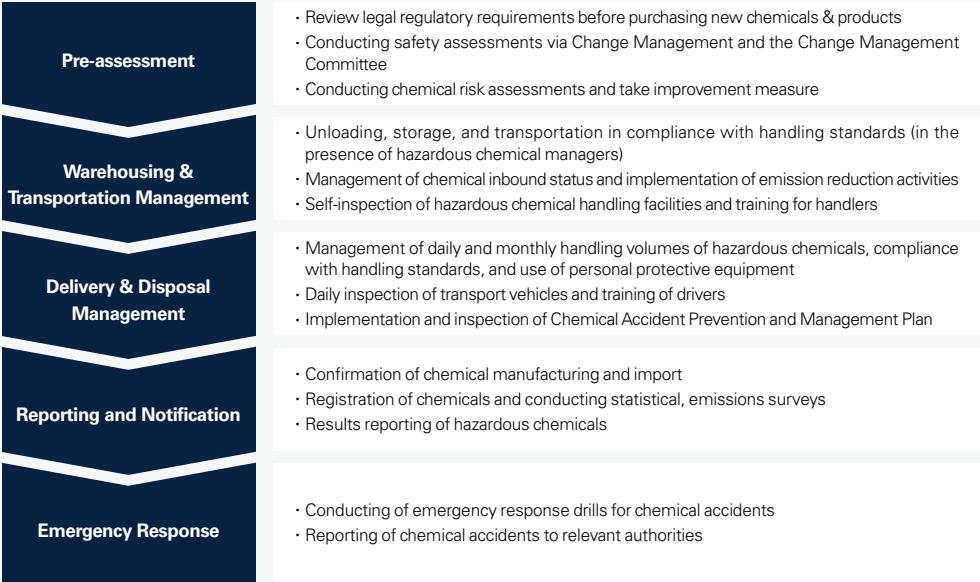 Pre-assessment
· Review legal regulatory requirements before purchasing new chemicals & products
· Conducting safety assessments via Change Management and the Change Management
Committee
· Conducting chemical risk assessments and take improvement measure
Warehousing &
Transportation Management
· Unloading, storage, and transportation in compliance with handling standards (in the
presence of hazardous chemical managers)
· Management of chemical inbound status and implementation of emission reduction activities
· Self-inspection of hazardous chemical handling facilities and training for handlers
Delivery & Disposal
Management
· Management of daily and monthly handling volumes of hazardous chemicals, compliance
with handling standards, and use of personal protective equipment
· Daily inspection of transport vehicles and training of drivers
· Implementation and inspection of Chemical Accident Prevention and Management Plan
Reporting and Notification
· Confirmation of chemical manufacturing and import
· Registration of chemicals and conducting statistical, emissions surveys
· Results reporting of hazardous chemicals
Emergency Response
· Conducting of emergency response drills for chemical accidents
· Reporting of chemical accidents to relevant authorities